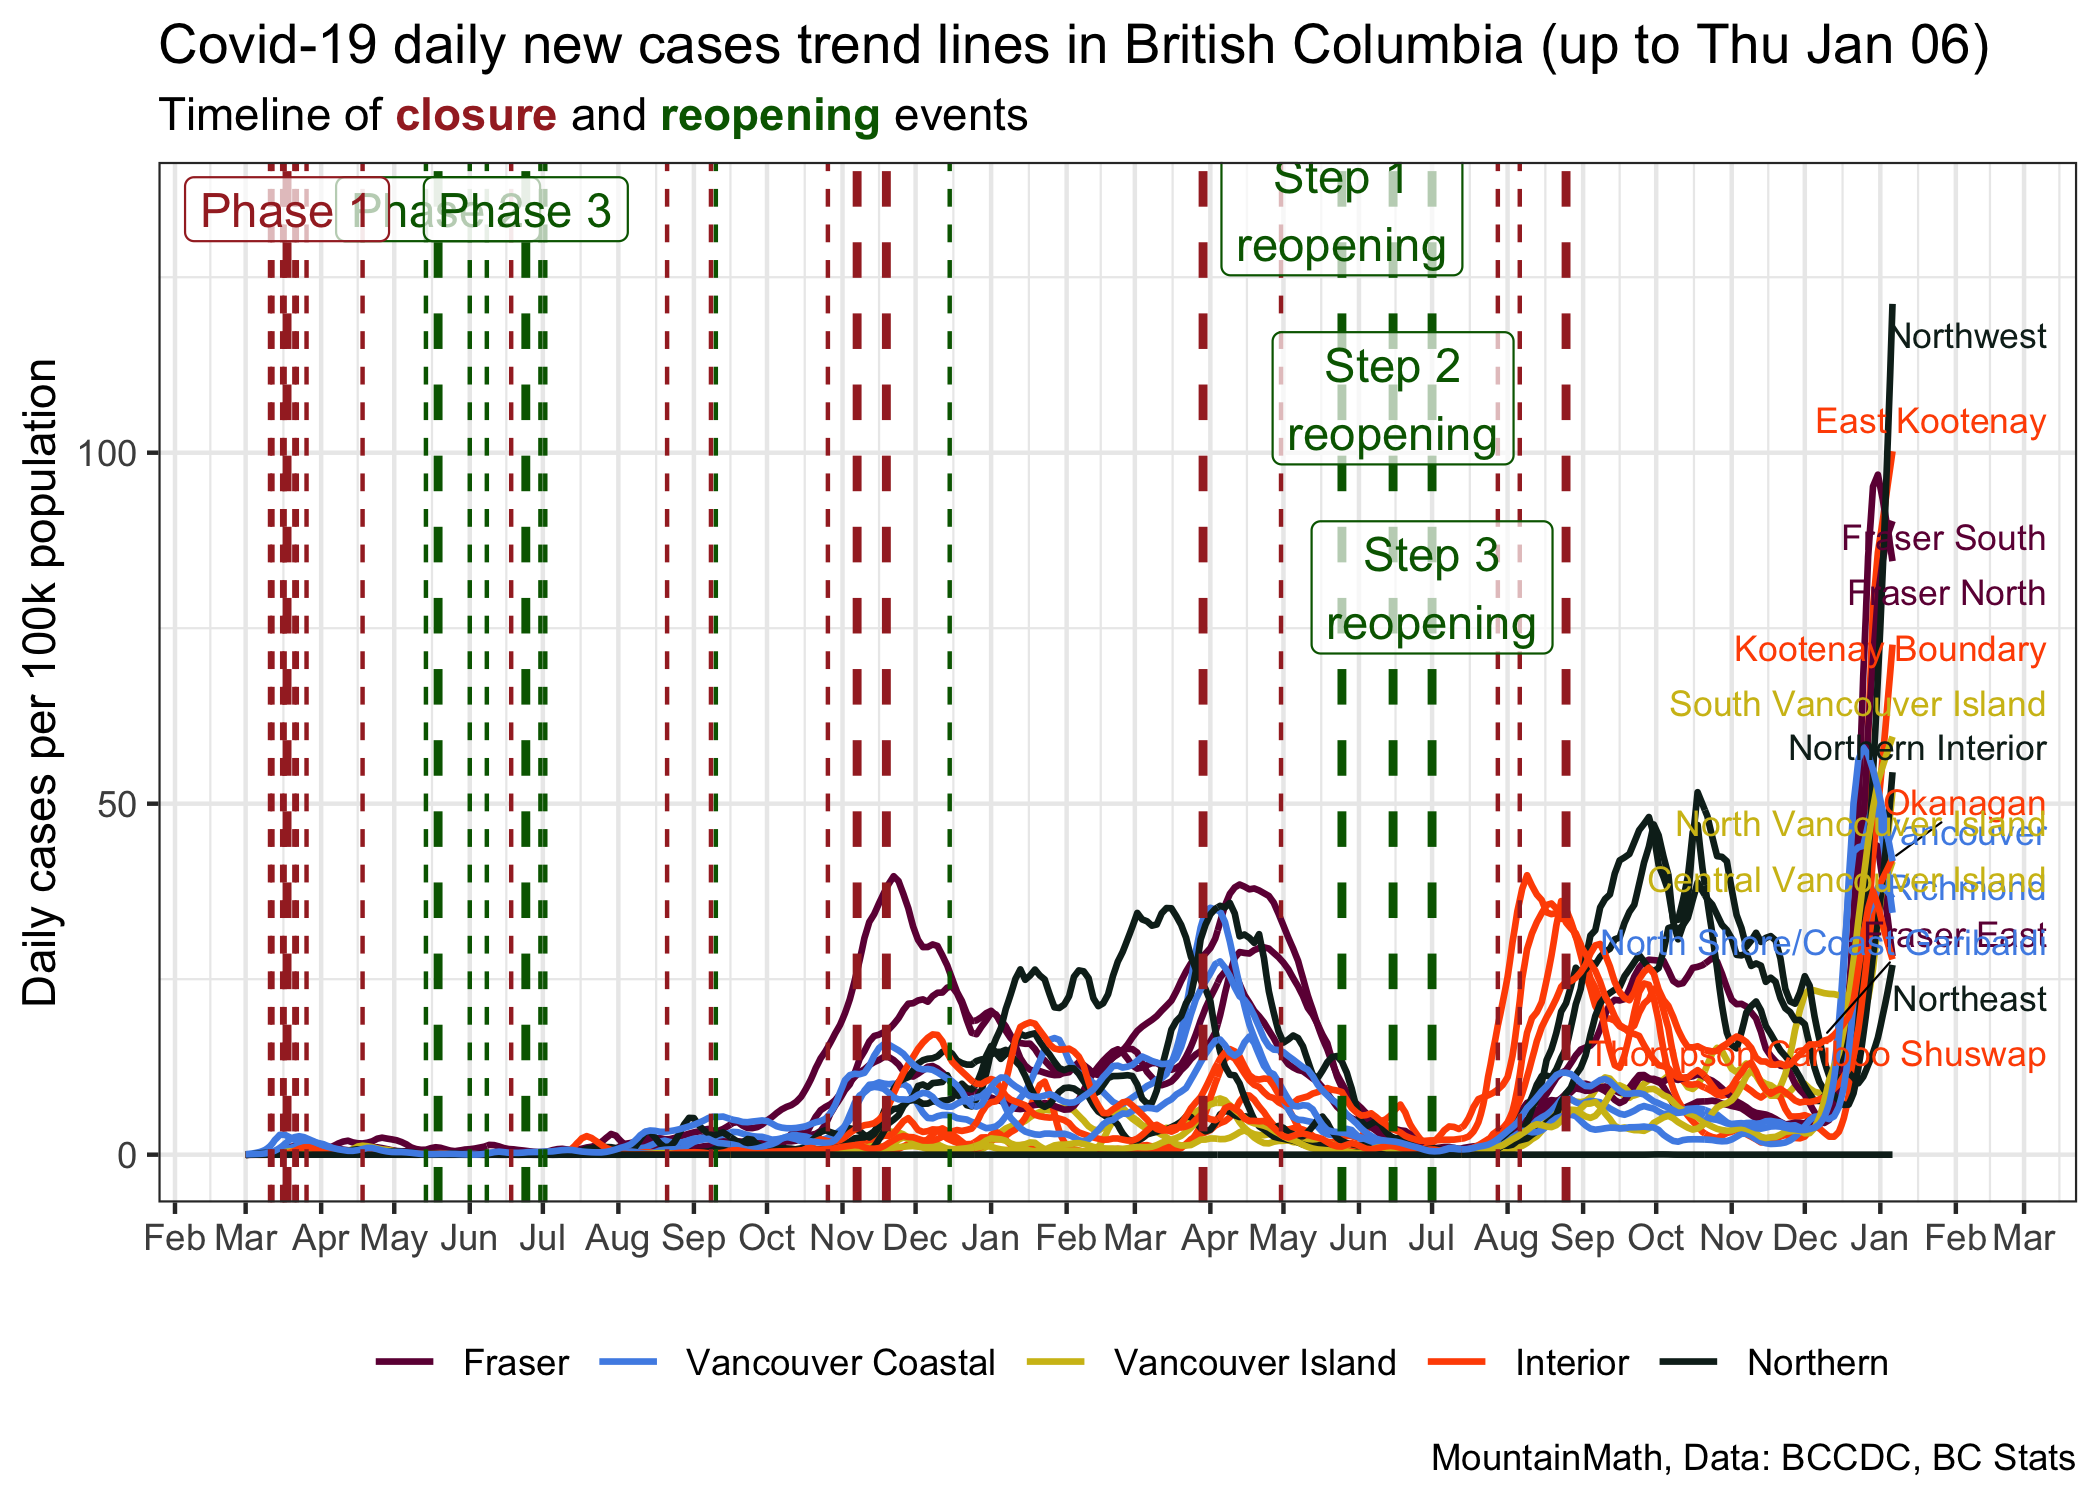 Covid-19 daily new cases trend lines in British Columbia (up to Thu Jan 06)
Timeline of closure and reopening events
Daily cases per 100k population
100
50
0
Phase 1
Phase 2
Phase 3
Step 1
reopening
Step 2
reopening
Step 3
reopening
Northwest
East Kootenay
Fraser South
Fraser North
Kootenay Boundary
South Vancouver Island
Northern Interior
Okanagan
North Vancouver Island
Vancouver
Central Vancouver Island
Richmond
Fraser East
North Shore/Coast Garibaldi
Northeast
Thompson Cariboo Shuswap
Feb Mar Apr May Jun Jul Aug Sep Oct Nov Dec Jan Feb Mar Apr May Jun Jul Aug Sep Oct Nov Dec Jan Feb Mar
Fraser Vancouver Coastal Vancouver Island Interior Northern
MountainMath, Data: BCCDC, BC Stats